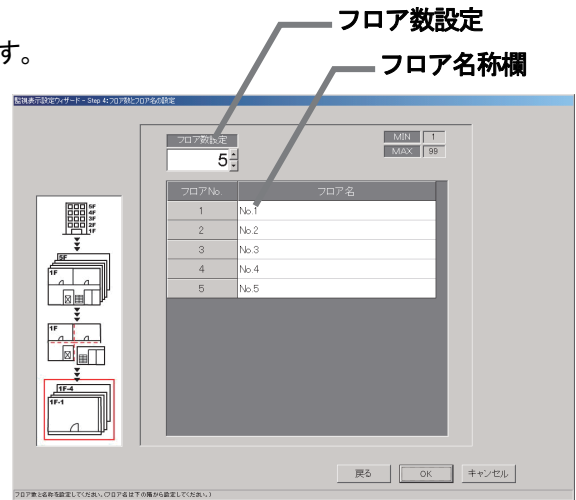 フロア数設定
す。
フロア名称欄
監視表示設定ウィザード - Step 4:フロア数とフロア名の設定
フロア数設定
5
MIN 1
MAX 99
フロアNo. フロア名
1 No.1
2 No.2
3 No.3
4 No.4
5 No.5
5F
4F
3F
2F
1F
5F
1F
1F
1F-4
1F-1
戻る OK キャンセル
フロア数と名称を設定してください。(フロア名は下の階から設定してください。)